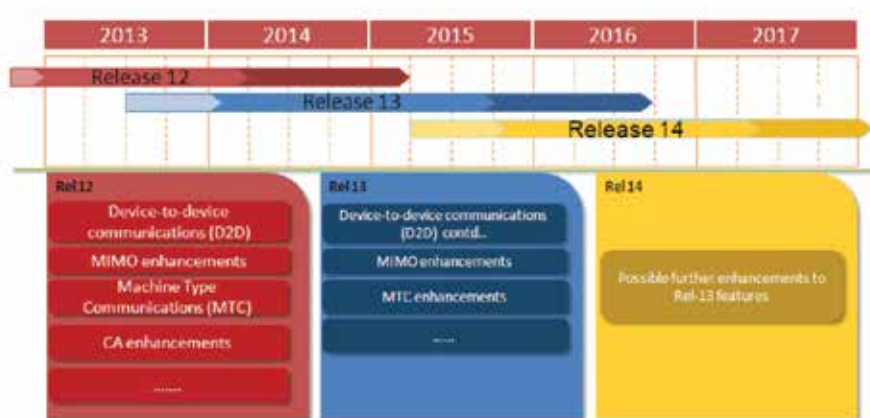 2013 2014 2015 2016 2017
Release 12
Release 13
Release 14
Rel12
Device-to-device
communications (D2D)
MIMO enhancements
Machine Type
Communications (MTC)
CA enhancements
.......
Rel13
Device-to-device communications
(D2D) contd..
MIMO enhancements
MTC enhancements
......
Rel14
Possible further enhancements to
Rel-13 features